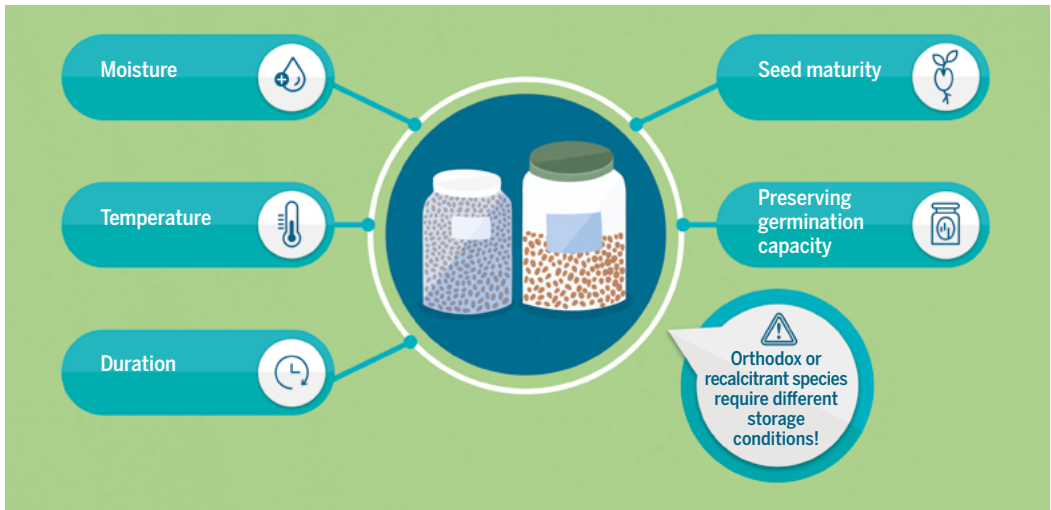 Moisture
Temperature
Duration
Seed maturity
Preserving
germination
capacity
Orthodox or
recalcitrant species
require different
storage
conditions!